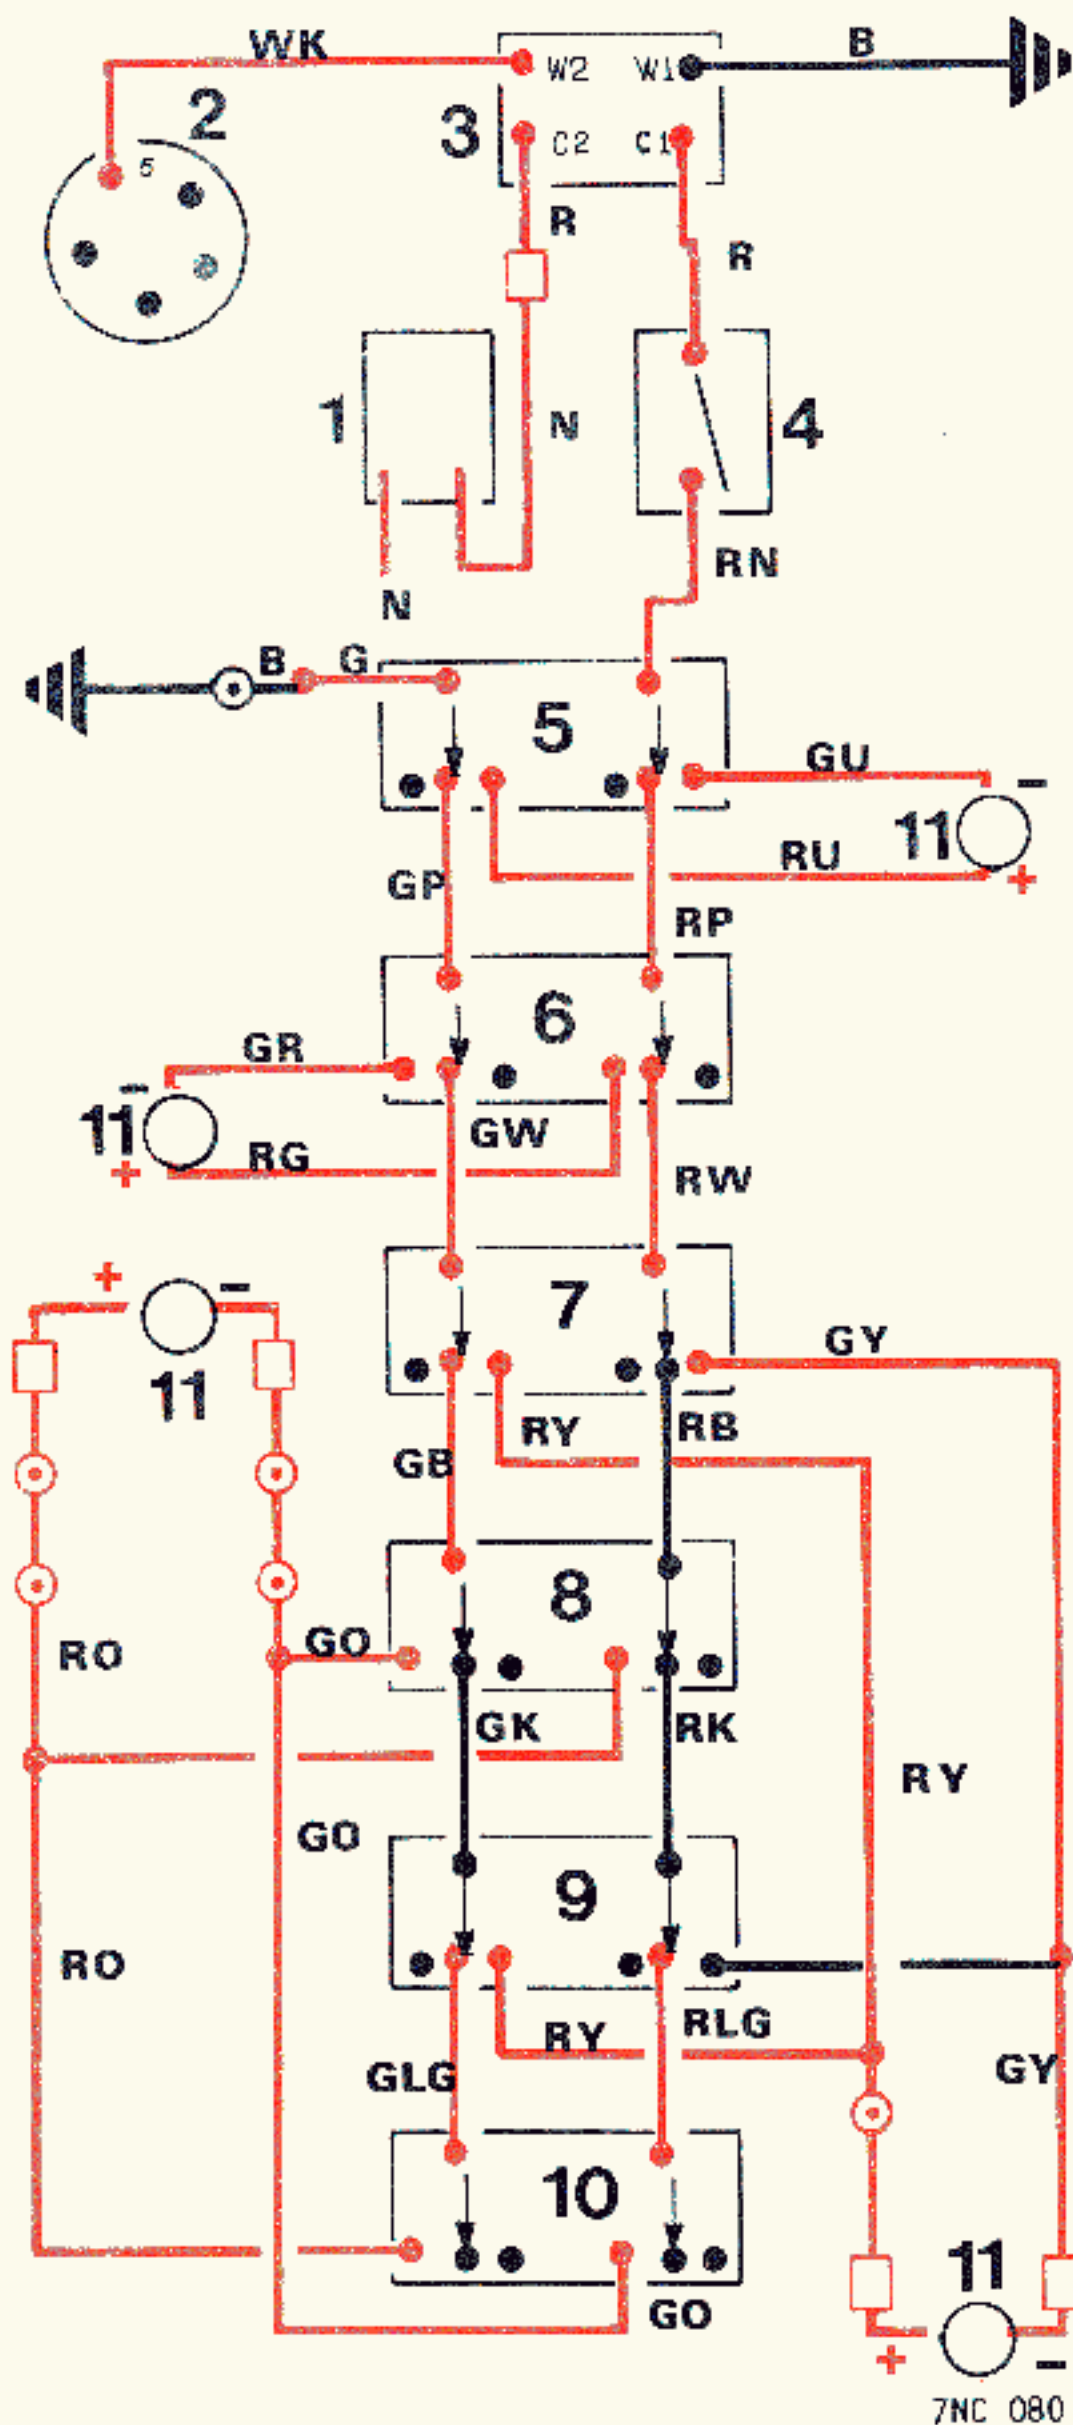 WK B
2 W2 W1
3 C2 C1
5
R R
1 N 4
RN
N
B G
5
GU -
11
RU
+
GP
RP
6
GR
-
11 GW
RG
+ RW
+ - 7
GY
11
RY RB
GB
8
RO GO
GK RK
RY
GO
9
RO
RLG
RY
GLG GY
10
11
GO
+ -
7NC 080